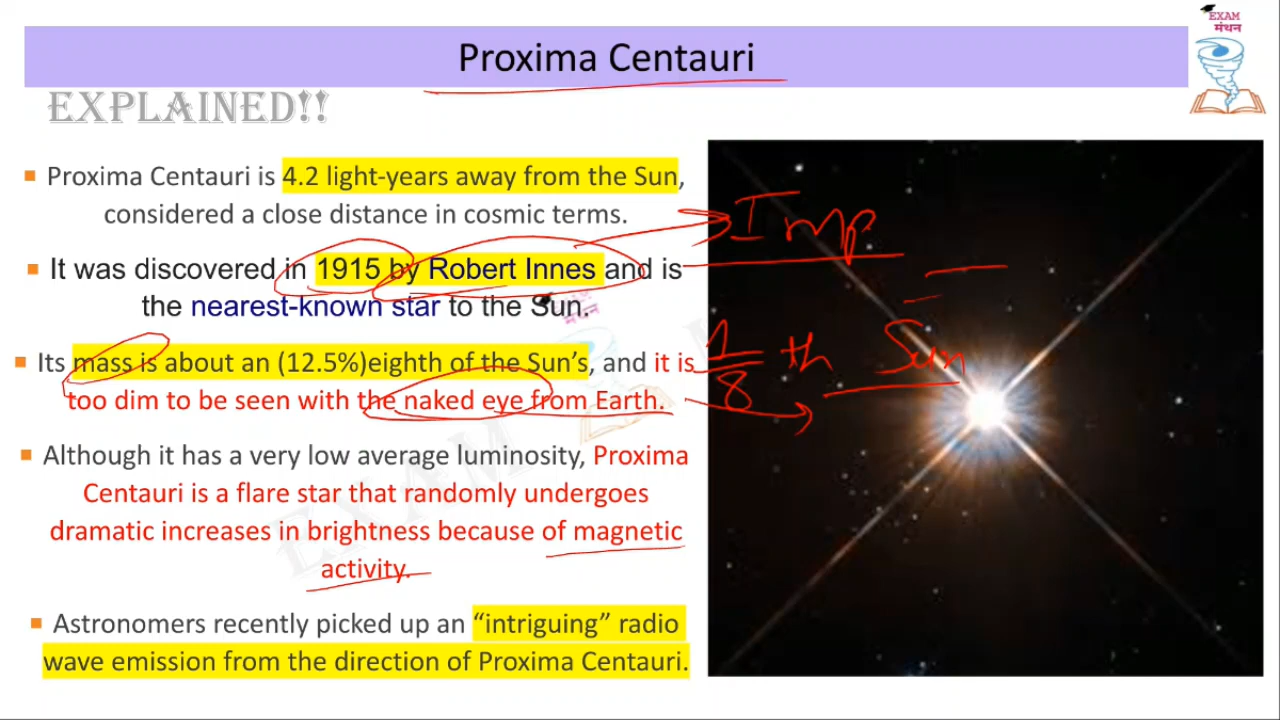 Proxima Centauri
EXAM
मंथन
EXPLAINED!!
Proxima Centauri is 4.2 light-years away from the Sun,
considered a close distance in cosmic terms.
It was discovered in 1915 by Robert Innes and is
the nearest-known star to the Sun.
Its mass is about an (12.5%)eighth of the Sun's, and it is
too dim to be seen with the naked eye from Earth.
Although it has a very low average luminosity, Proxima
Centauri is a flare star that randomly undergoes
dramatic increases in brightness because of magnetic
activity.
Astronomers recently picked up an “intriguing” radio
wave emission from the direction of Proxima Centauri.
Imp
1/8 th Sun